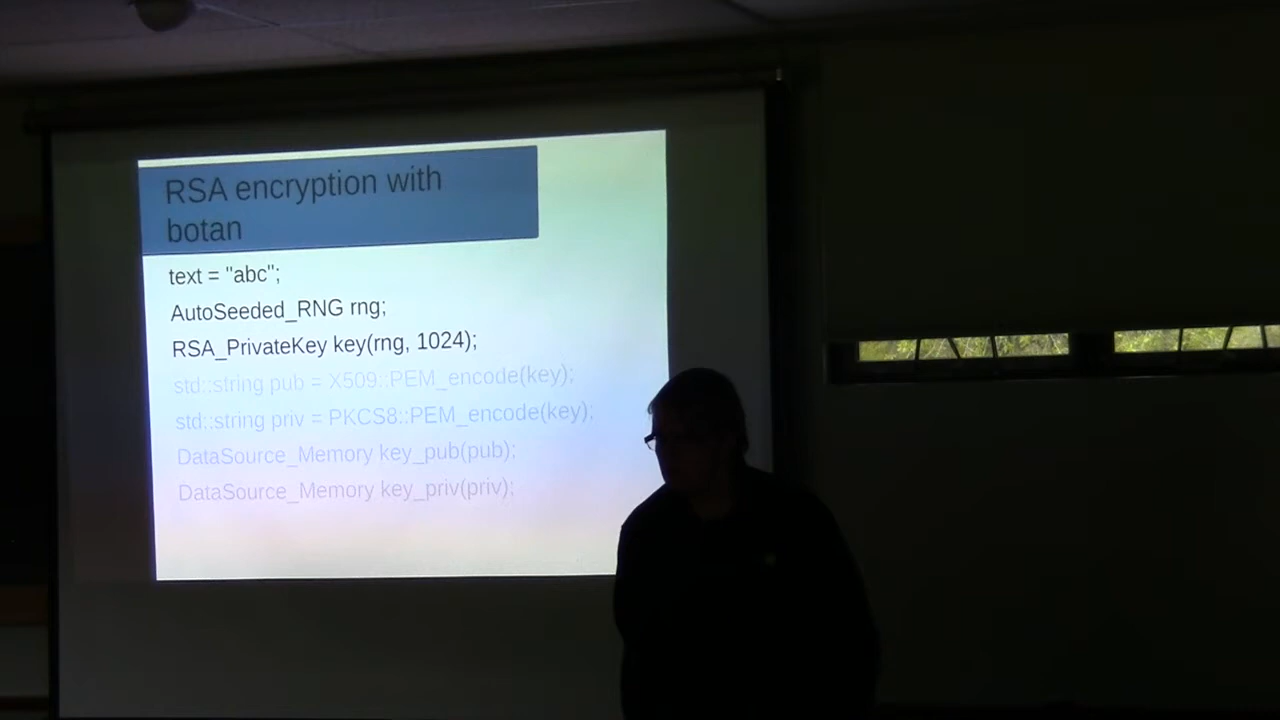 RSA encryption with
botan
text = "abc";
AutoSeeded_RNG rng;
RSA_PrivateKey key(rng, 1024);
std::string pub = X509::PEM_encode(key);
std::string priv = PKCS8::PEM_encode(key);
DataSource_Memory key_pub(pub);
DataSource_Memory key_priv(priv);